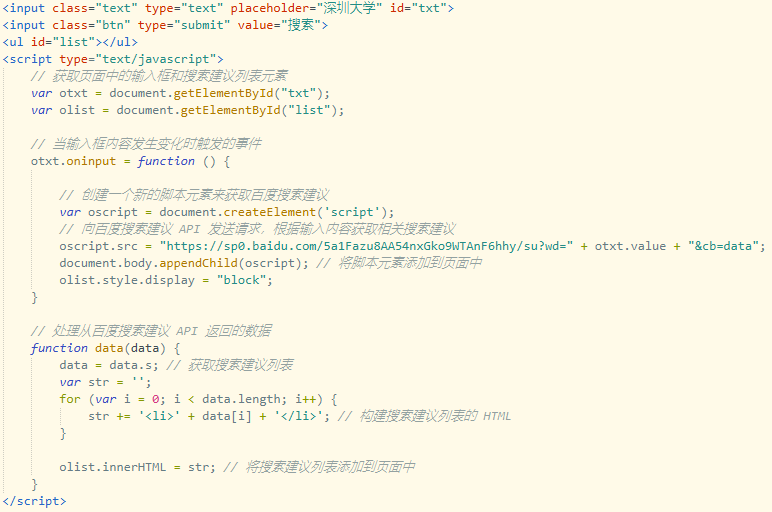 <input class="text" type="text" placeholder="深圳大学" id="txt">
<input class="btn" type="submit" value="搜索">
<ul id="list"></ul>
<script type="text/javascript">
    // 获取页面中的输入框和搜索建议列表元素
    var otxt = document.getElementById("txt");
    var olist = document.getElementById("list");

    // 当输入框内容发生变化时触发的事件
    otxt.oninput = function () {

        // 创建一个新的脚本元素来获取百度搜索建议
        var oscript = document.createElement('script');
        // 向百度搜索建议 API 发送请求，根据输入内容获取相关搜索建议
        oscript.src = "https://sp0.baidu.com/5a1Fazu8AA54nxGko9WTAnF6hhy/su?wd=" + otxt.value + "&cb=data";
        document.body.appendChild(oscript); // 将脚本元素添加到页面中
        olist.style.display = "block";
    }

    // 处理从百度搜索建议 API 返回的数据
    function data(data) {
        data = data.s; // 获取搜索建议列表
        var str = '';
        for (var i = 0; i < data.length; i++) {
            str += '<li>' + data[i] + '</li>'; // 构建搜索建议列表的 HTML
        }

        olist.innerHTML = str; // 将搜索建议列表添加到页面中
    }
</script>